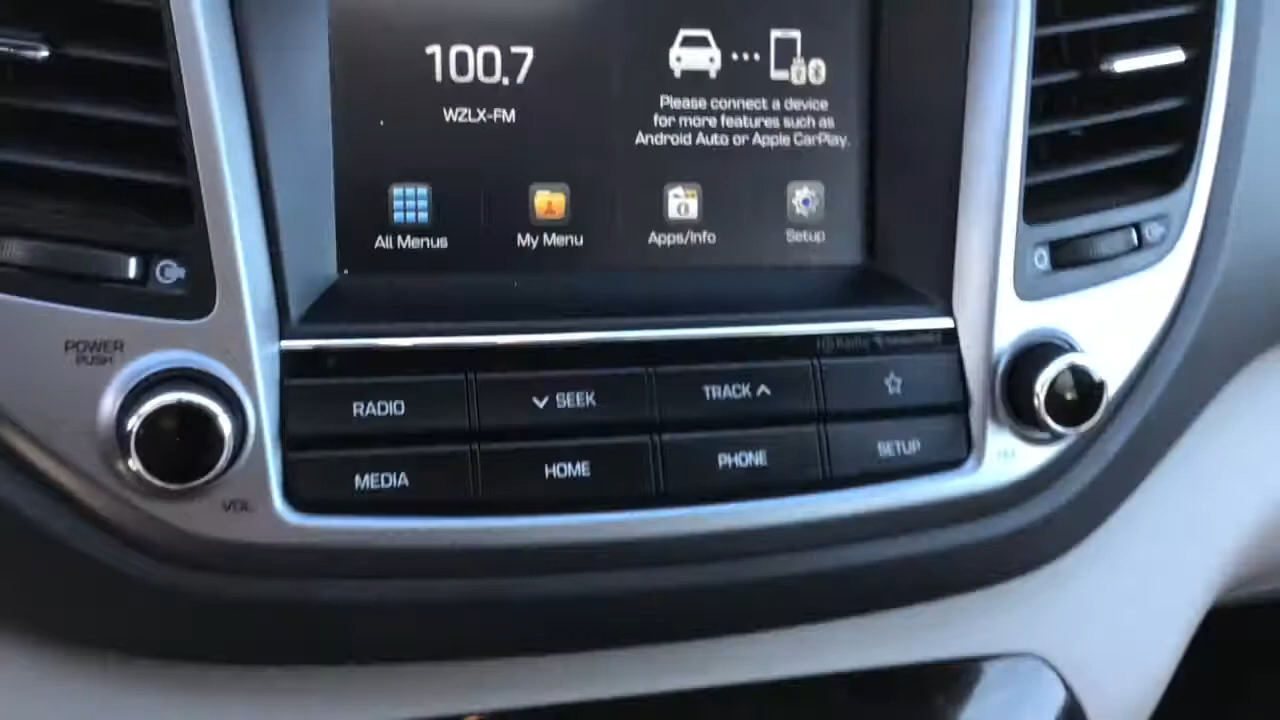 100.7
WZLX-FM
Please connect a device
for more features such as
Android Auto or Apple CarPlay.
All Menus
My Menu
Apps/Info
Setup
POWER
PUSH
VOL
RADIO
SEEK
TRACK
MEDIA
HOME
PHONE
SETUP